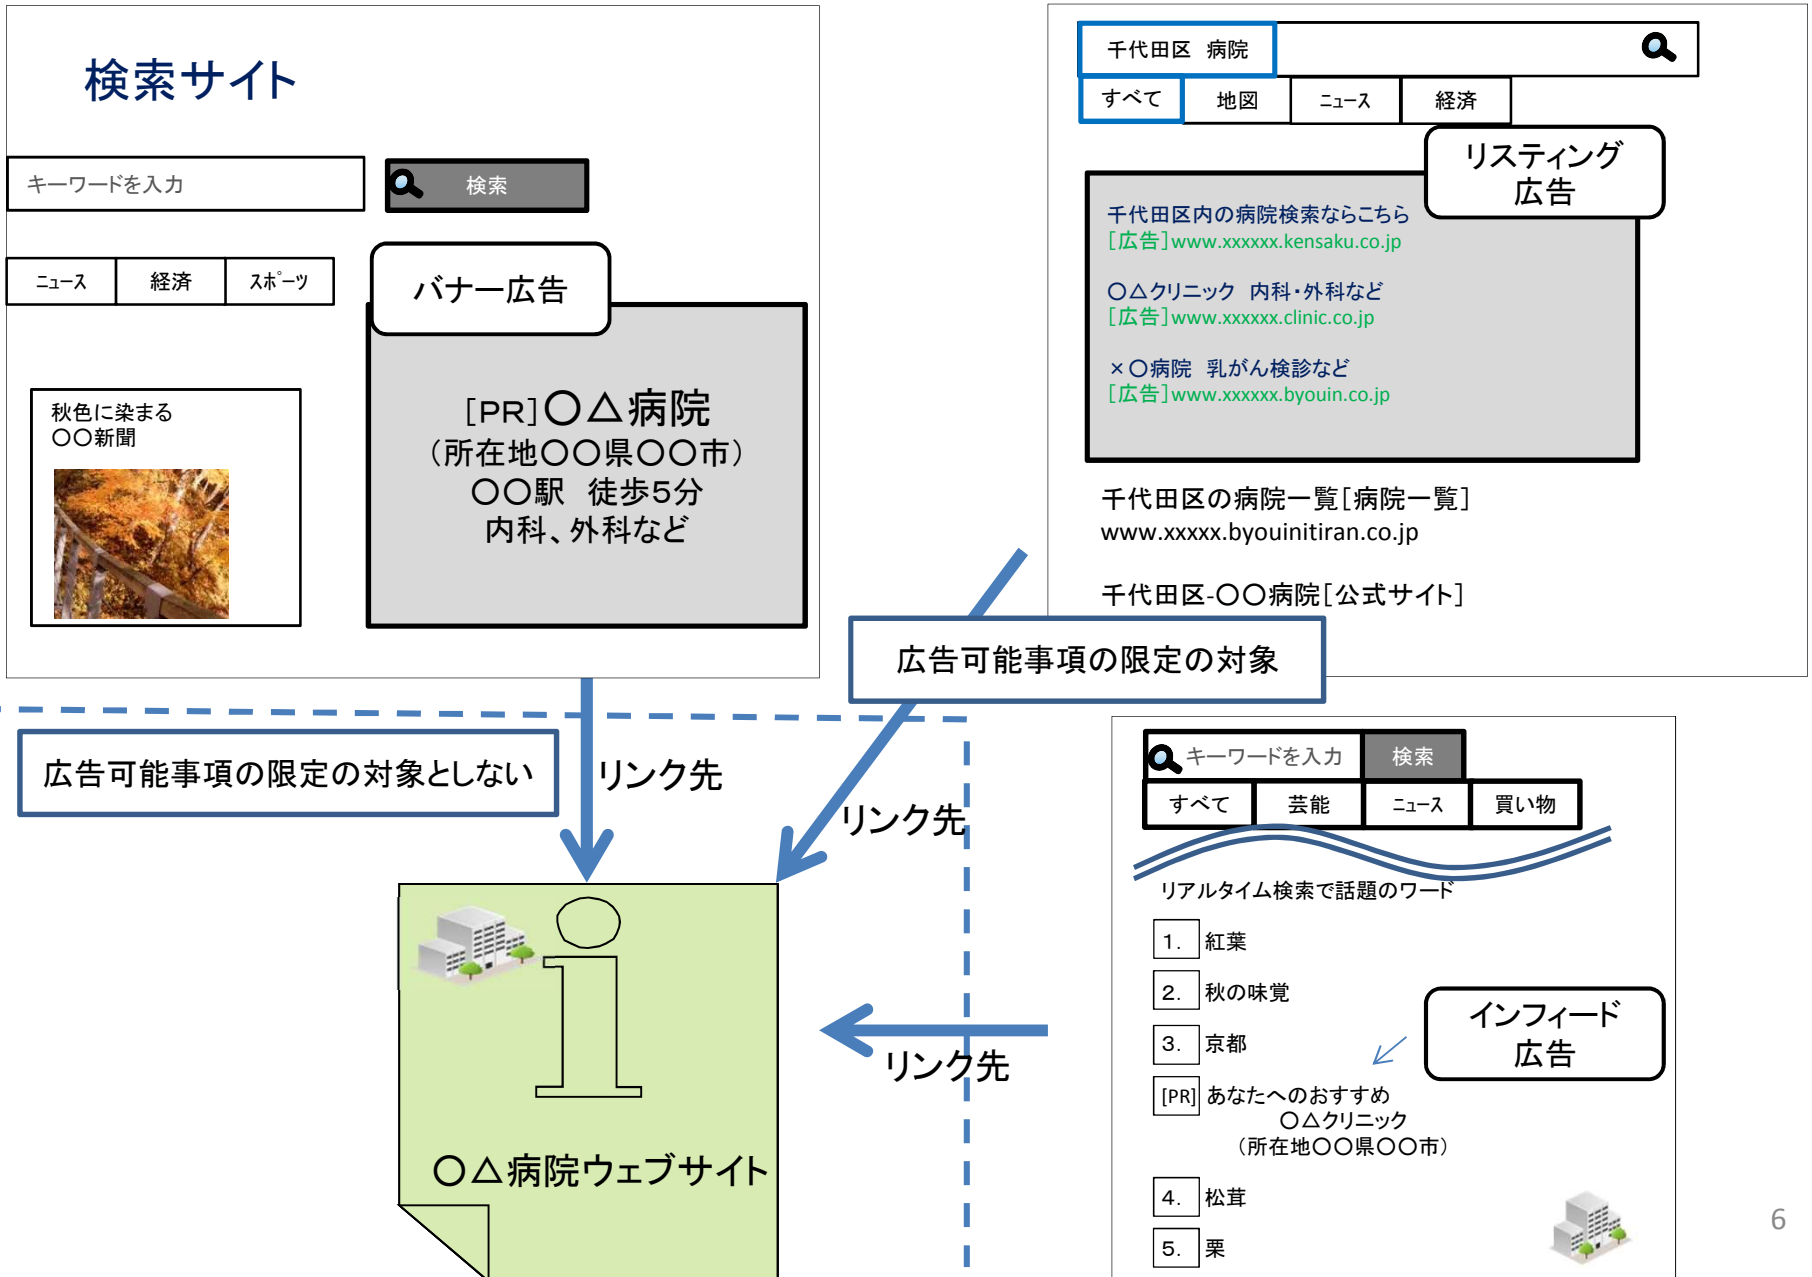 検索サイト
キーワードを入力
検索
ニュース 経済 スポーツ
バナー広告
秋色に染まる
〇〇新聞
[PR]〇△病院
(所在地〇〇県〇〇市)
〇〇駅 徒歩5分
内科、外科など
千代田区 病院
すべて 地図 ニュース 経済
リスティング
広告
千代田区内の病院検索ならこちら
[広告]www.xxxxxx.kensaku.co.jp
〇△クリニック 内科・外科など
[広告]www.xxxxxx.clinic.co.jp
×〇病院 乳がん検診など
[広告]www.xxxxxx.byouin.co.jp
千代田区の病院一覧[病院一覧]
www.xxxxx.byouinitiran.co.jp
千代田区-〇〇病院[公式サイト]
広告可能事項の限定の対象
広告可能事項の限定の対象としない
リンク先
リンク先
リンク先
〇△病院ウェブサイト
キーワードを入力 検索
すべて 芸能 ニュース 買い物
リアルタイム検索で話題のワード
1. 紅葉
2. 秋の味覚
3. 京都
インフィード
広告
[PR] あなたへのおすすめ
〇△クリニック
(所在地〇〇県〇〇市)
4. 松茸
5. 栗
6